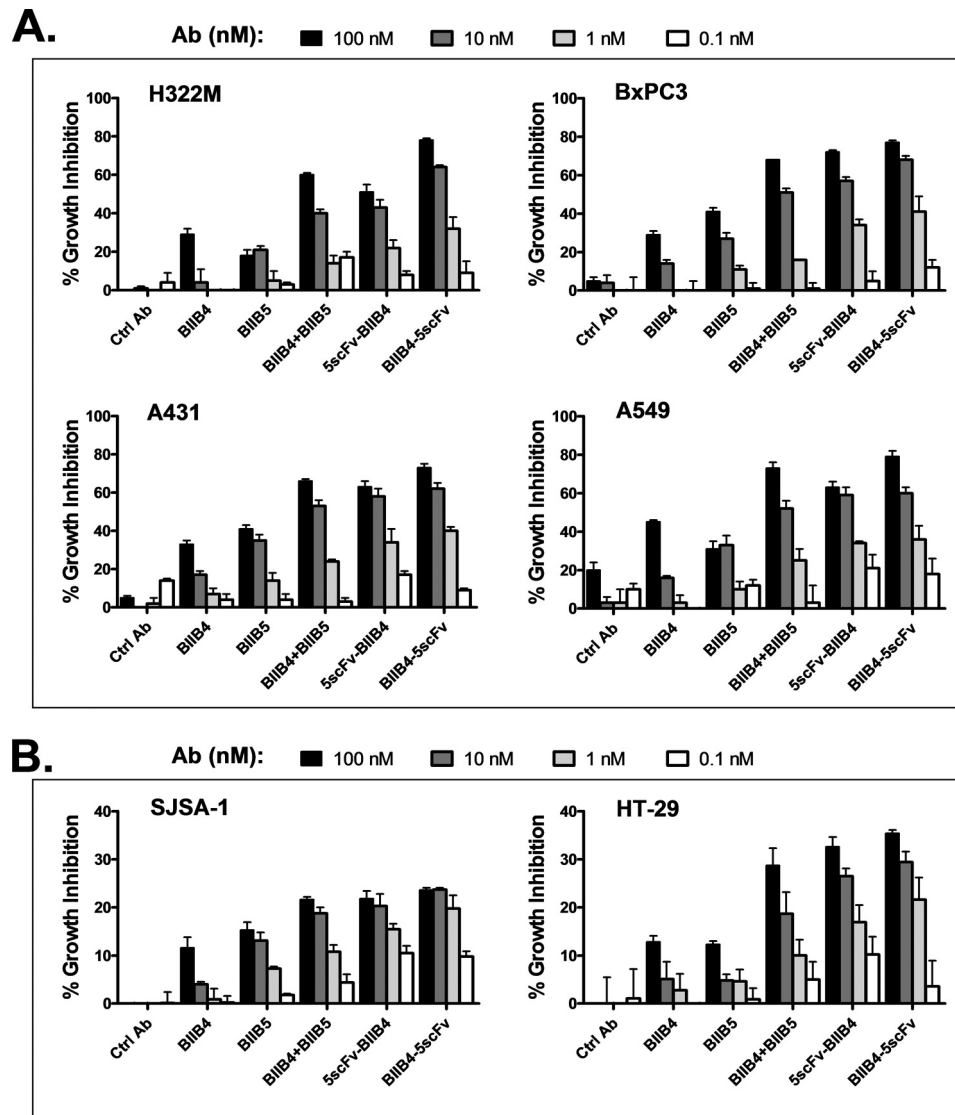 A.
Ab (nM): 100 nM 10 nM 1 nM 0.1 nM
H322M
% Growth Inhibition
100
80
60
40
20
0
Ctrl Ab
BIIB4
BIIB5
BIIB4+BIIB5
5scFv-BIIB4
BIIB4-5scFv
BxPC3
% Growth Inhibition
100
80
60
40
20
0
Ctrl Ab
BIIB4
BIIB5
BIIB4+BIIB5
5scFv-BIIB4
BIIB4-5scFv
A431
% Growth Inhibition
100
80
60
40
20
0
Ctrl Ab
BIIB4
BIIB5
BIIB4+BIIB5
5scFv-BIIB4
BIIB4-5scFv
A549
% Growth Inhibition
100
80
60
40
20
0
Ctrl Ab
BIIB4
BIIB5
BIIB4+BIIB5
5scFv-BIIB4
BIIB4-5scFv
B.
Ab (nM): 100 nM 10 nM 1 nM 0.1 nM
SJSA-1
% Growth Inhibition
40
30
20
10
0
Ctrl Ab
BIIB4
BIIB5
BIIB4+BIIB5
5scFv-BIIB4
BIIB4-5scFv
HT-29
% Growth Inhibition
40
30
20
10
0
Ctrl Ab
BIIB4
BIIB5
BIIB4+BIIB5
5scFv-BIIB4
BIIB4-5scFv